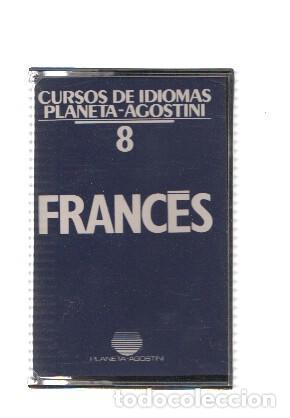 CURSOS DE IDIOMAS
PLANETA-AGOSTINI
8
FRANCÉS
PLANETA-AGOSTINI
todocoleccion.net